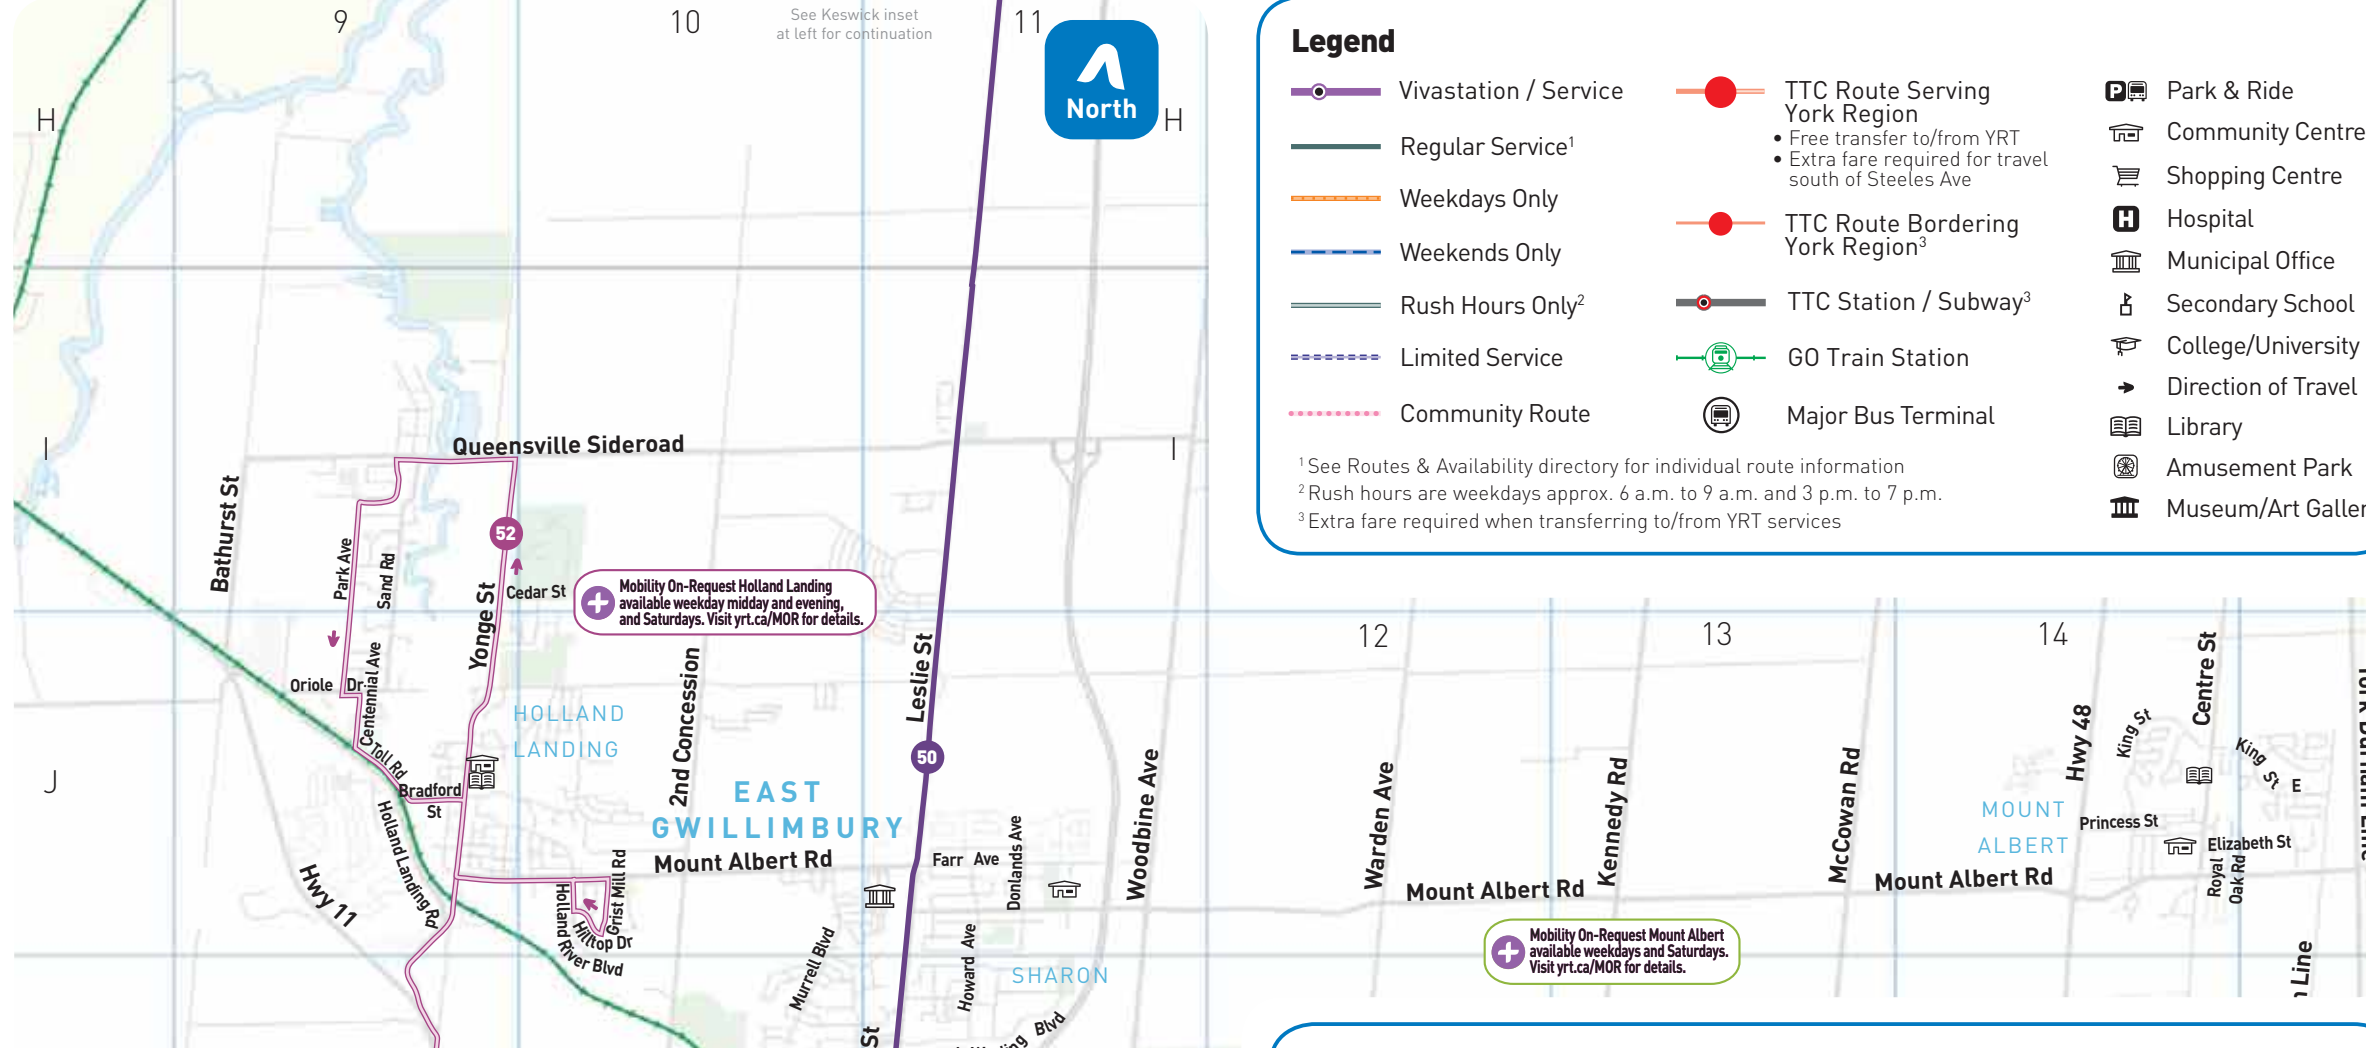 9
10
See Keswick inset
at left for continuation
11
North
H
H
I
I
J
Queensville Sideroad
Bathurst St
Park Ave
Sand Rd
52
Cedar St
Yonge St
Mobility On-Request Holland Landing
available weekday midday and evening,
and Saturdays. Visit yrt.ca/MOR for details.
Oriole Dr
Centennial Ave
C
Toll Rd
Bradford
St
Holland Landing Rd
Hwy 11
HOLLAND
LANDING
2nd Concession
Leslie St
50
EAST
GWILLIMBURY
Mount Albert Rd
Grist Mill Rd
Hilltop Dr
Holland River Blvd
Farr Ave
Donlands Ave
Woodbine Ave
Murrell Blvd
Howard Ave
SHARON
St
Blvd
Legend
Vivastation / Service
Regular Service1
Weekdays Only
Weekends Only
Rush Hours Only2
Limited Service
Community Route
TTC Route Serving
York Region
• Free transfer to/from YRT
• Extra fare required for travel
south of Steeles Ave
TTC Route Bordering
York Region3
TTC Station / Subway3
GO Train Station
Major Bus Terminal
P
Park & Ride
Community Centre
Shopping Centre
H
Hospital
Municipal Office
Secondary School
College/University
Direction of Travel
Library
Amusement Park
Museum/Art Galler
1 See Routes & Availability directory for individual route information
2 Rush hours are weekdays approx. 6 a.m. to 9 a.m. and 3 p.m. to 7 p.m.
3 Extra fare required when transferring to/from YRT services
12
13
14
Warden Ave
Kennedy Rd
McCowan Rd
Hwy 48
King St
Centre St
King St E
MOUNT
ALBERT
Princess St
Elizabeth St
Royal
Oak Rd
Mount Albert Rd
Mount Albert Rd
Mobility On-Request Mount Albert
available weekdays and Saturdays.
Visit yrt.ca/MOR for details.
Line